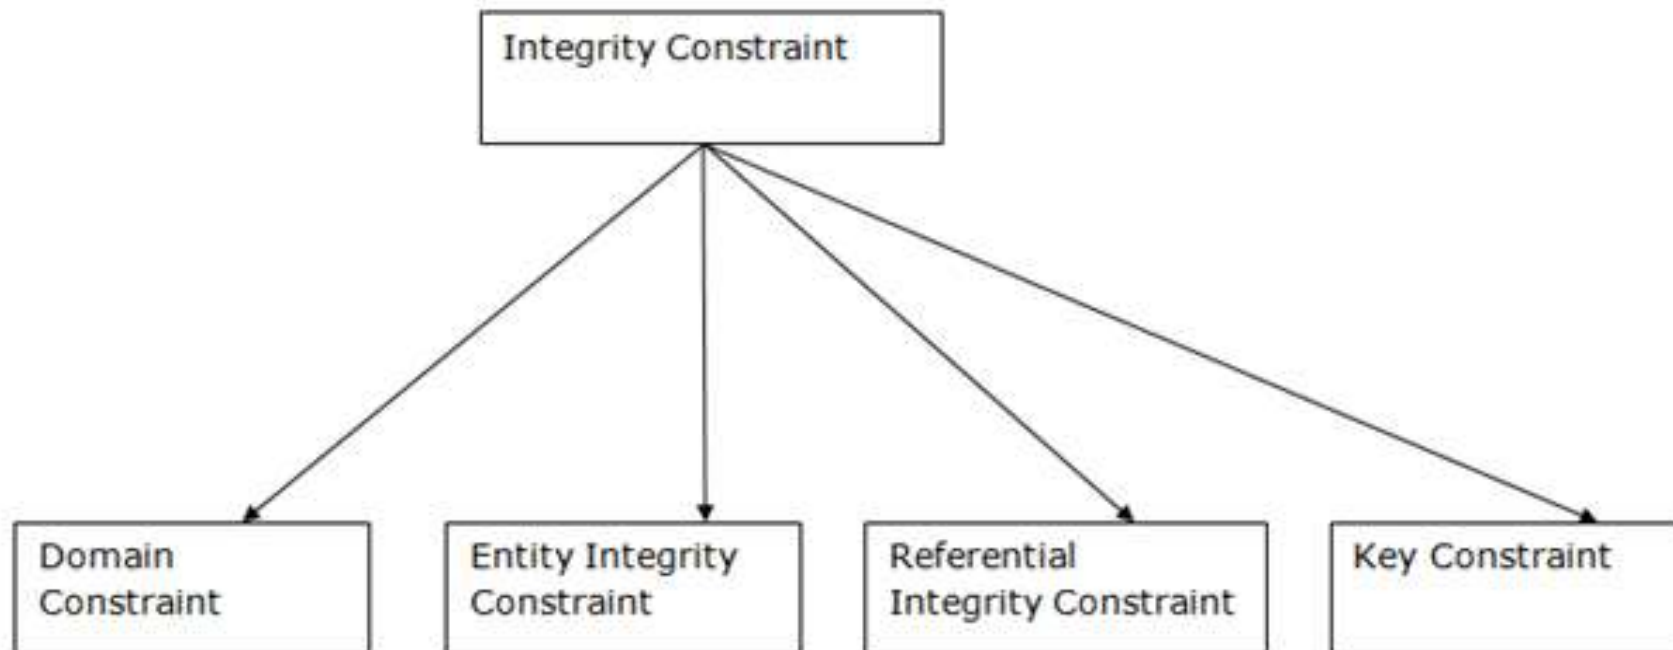 Integrity Constraint
Domain
Constraint
Entity Integrity
Constraint
Referential
Integrity Constraint
Key Constraint